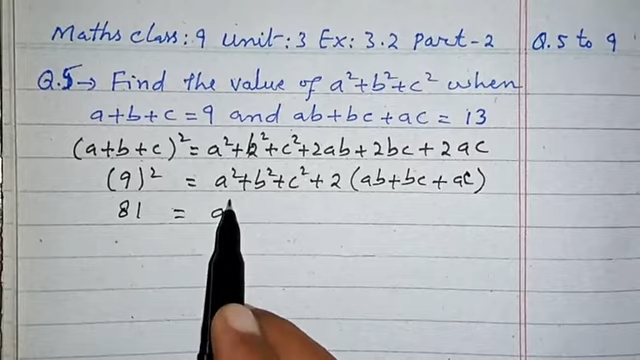 Maths class: 9 Unit: 3 Ex: 3.2 Part-2 Q.5 to 9
Q.5→ Find the value of a²+b²+c² when
a+b+c=9 and ab+bc+ac = 13
(a+b+c)²=a²+b²+c²+2ab+2bc+2ac
(9)² = a²+b²+c²+2(ab+bc+ac)
81 = a